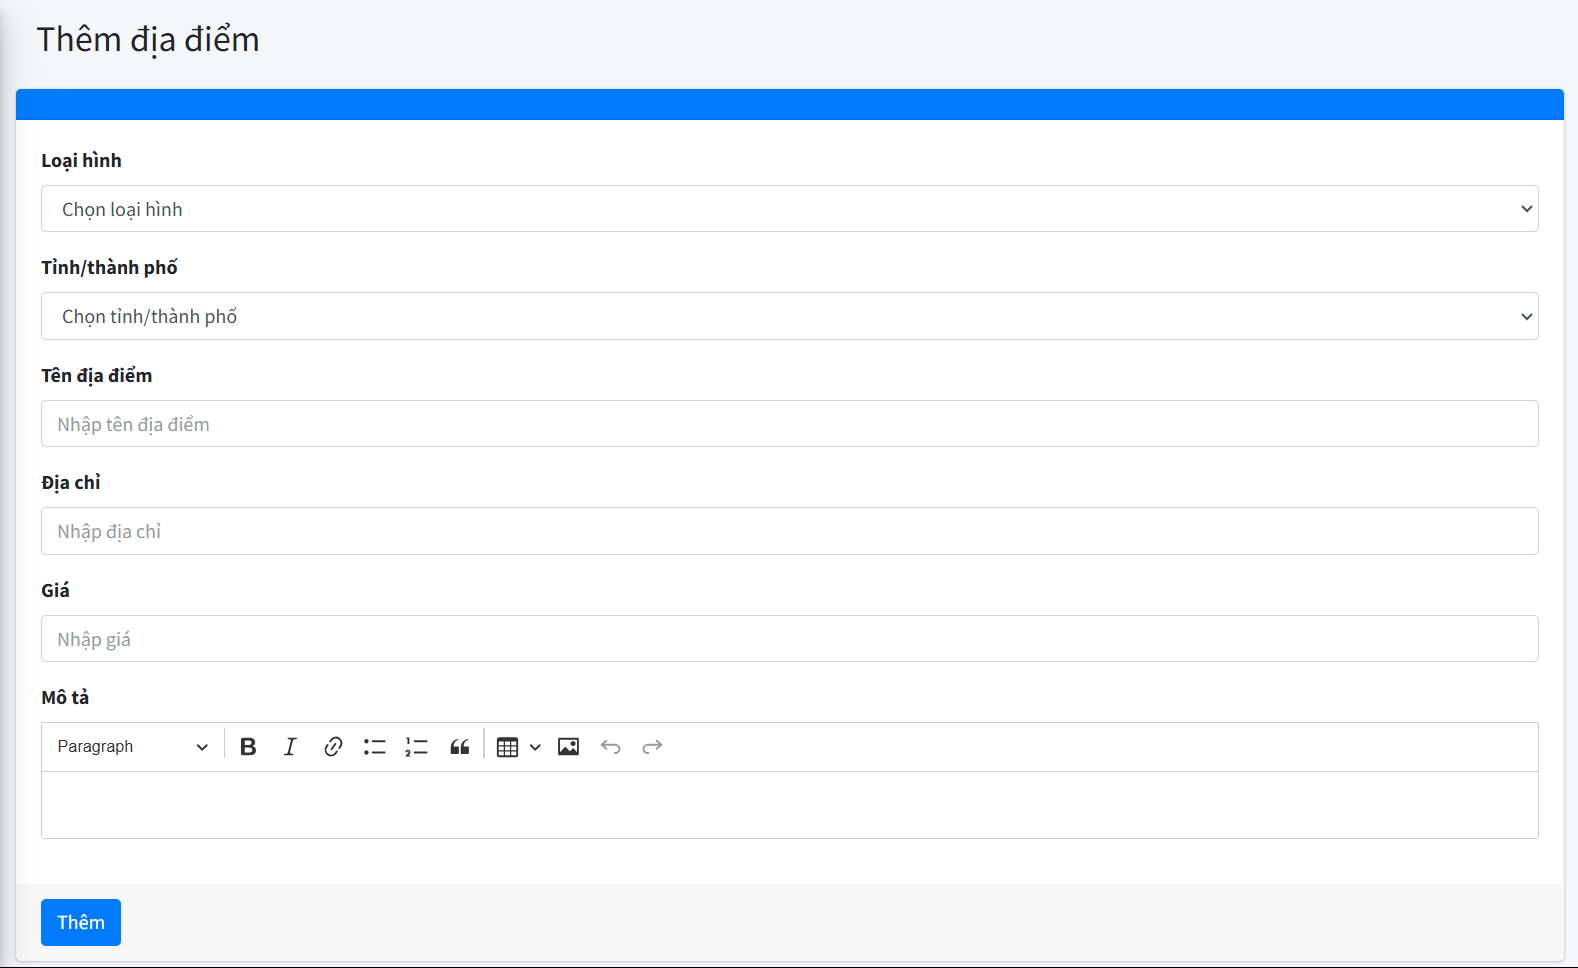 Thêm địa điểm
Loại hình
Chọn loại hình
Tỉnh/thành phố
Chọn tỉnh/thành phố
Tên địa điểm
Nhập tên địa điểm
Địa chỉ
Nhập địa chỉ
Giá
Nhập giá
Mô tả
Paragraph
Thêm